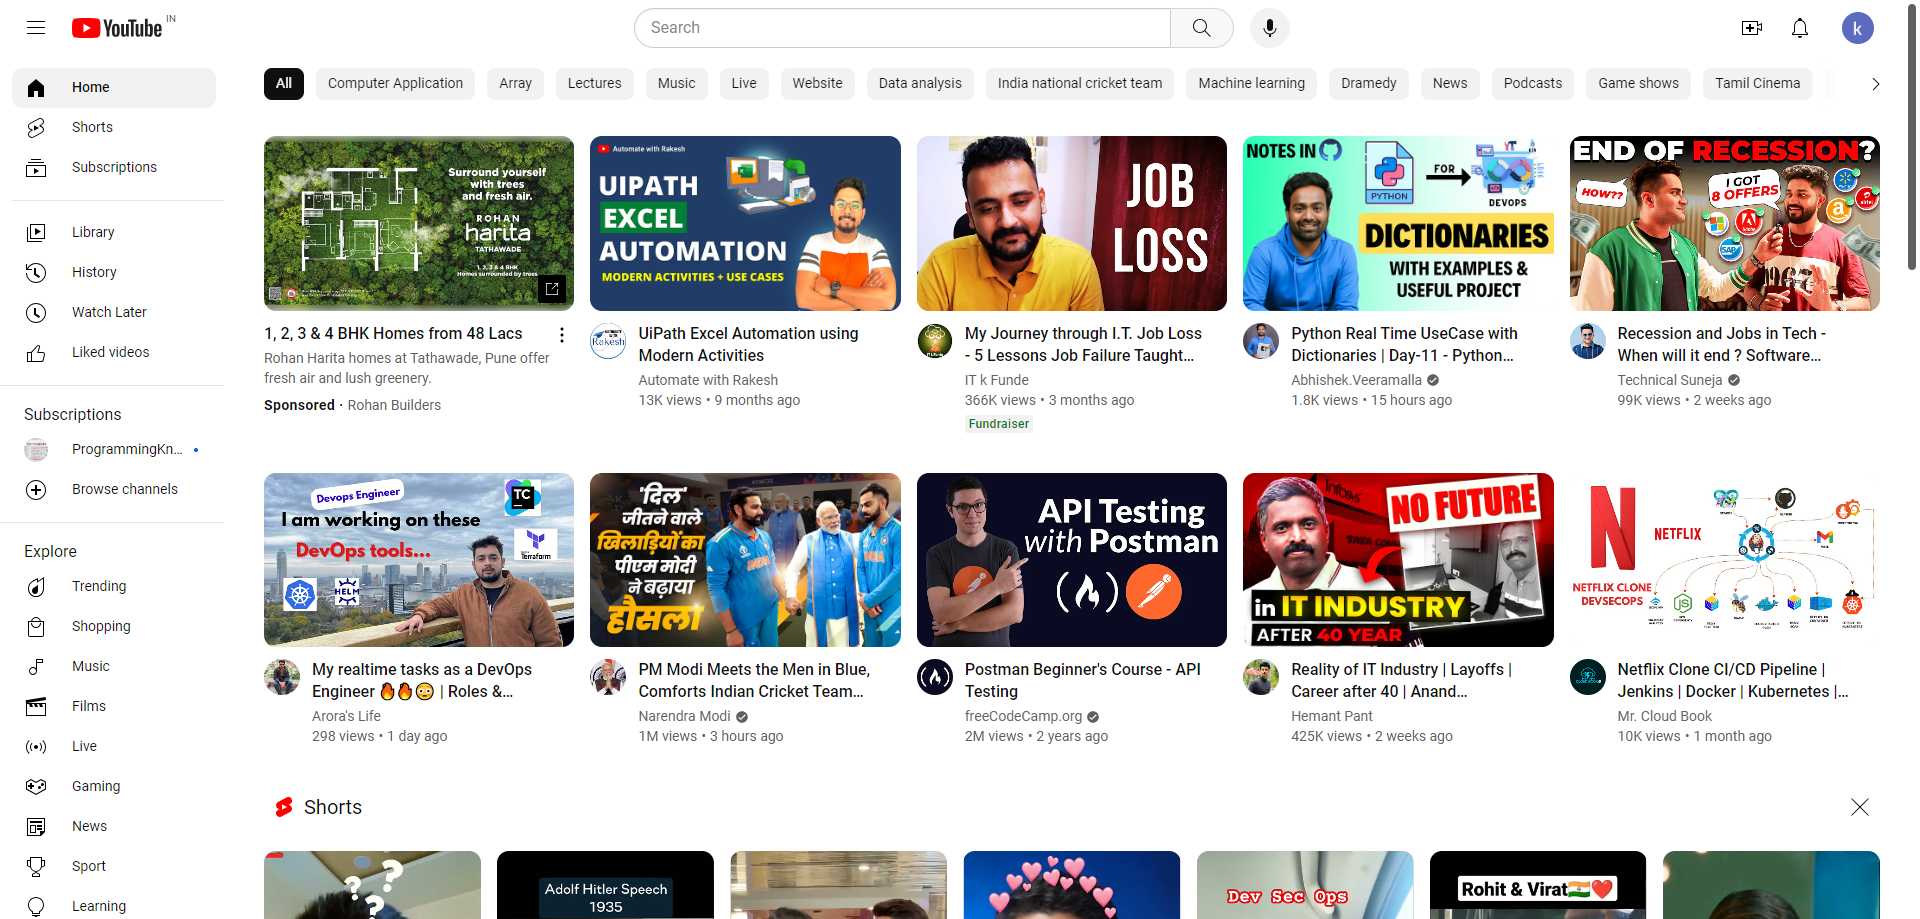 YouTube IN
Search
k
Home
Shorts
Subscriptions
Library
History
Watch Later
Liked videos
Subscriptions
ProgrammingKn...
Browse channels
Explore
Trending
Shopping
Music
Films
Live
Gaming
News
Sport
Learning
All Computer Application Array Lectures Music Live Website Data analysis India national cricket team Machine learning Dramedy News Podcasts Game shows Tamil Cinema
Surround yourself
with trees
and fresh air.
ROHAN
harita
TATHAWADE
1, 2, 3 & 4 BHK
Homes surrounded by trees
1, 2, 3 & 4 BHK Homes from 48 Lacs
Rohan Harita homes at Tathawade, Pune offer
fresh air and lush greenery.
Sponsored · Rohan Builders
Automate with Rakesh
UIPATH
EXCEL
AUTOMATION
MODERN ACTIVITIES + USE CASES
Rakesh
UiPath Excel Automation using
Modern Activities
Automate with Rakesh
13K views • 9 months ago
JOB
LOSS
My Journey through I.T. Job Loss
- 5 Lessons Job Failure Taught...
IT k Funde
366K views • 3 months ago
Fundraiser
NOTES IN
PYTHON
FOR
DEVOPS
DICTIONARIES
WITH EXAMPLES &
USEFUL PROJECT
Python Real Time UseCase with
Dictionaries | Day-11 - Python...
Abhishek.Veeramalla
1.8K views • 15 hours ago
END OF RECESSION?
HOW??
I GOT
8 OFFERS
SAP
airtel
Recession and Jobs in Tech -
When will it end ? Software...
Technical Suneja
99K views • 2 weeks ago
Devops Engineer
TC
I am working on these
DevOps tools...
Terraform
HELM
My realtime tasks as a DevOps
Engineer 🔥🔥😳 | Roles &...
Arora's Life
298 views • 1 day ago
'दिल'
जीतने वाले
खिलाड़ियों का
पीएम मोदी
ने बढ़ाया
हौसला
PM Modi Meets the Men in Blue,
Comforts Indian Cricket Team...
Narendra Modi
1M views • 3 hours ago
API Testing
with Postman
Postman Beginner's Course - API
Testing
freeCodeCamp.org
2M views • 2 years ago
Infosys
NO FUTURE
in IT INDUSTRY
AFTER 40 YEAR
Reality of IT Industry | Layoffs |
Career after 40 | Anand...
Hemant Pant
425K views • 2 weeks ago
NETFLIX
NETFLIX CLONE
DEVSECOPS
Netflix Clone CI/CD Pipeline |
Jenkins | Docker | Kubernetes |...
Mr. Cloud Book
10K views • 1 month ago
Shorts
? ? ?
Adolf Hitler Speech
1935
Dev Sec Ops
Rohit & Virat🇮🇳❤️